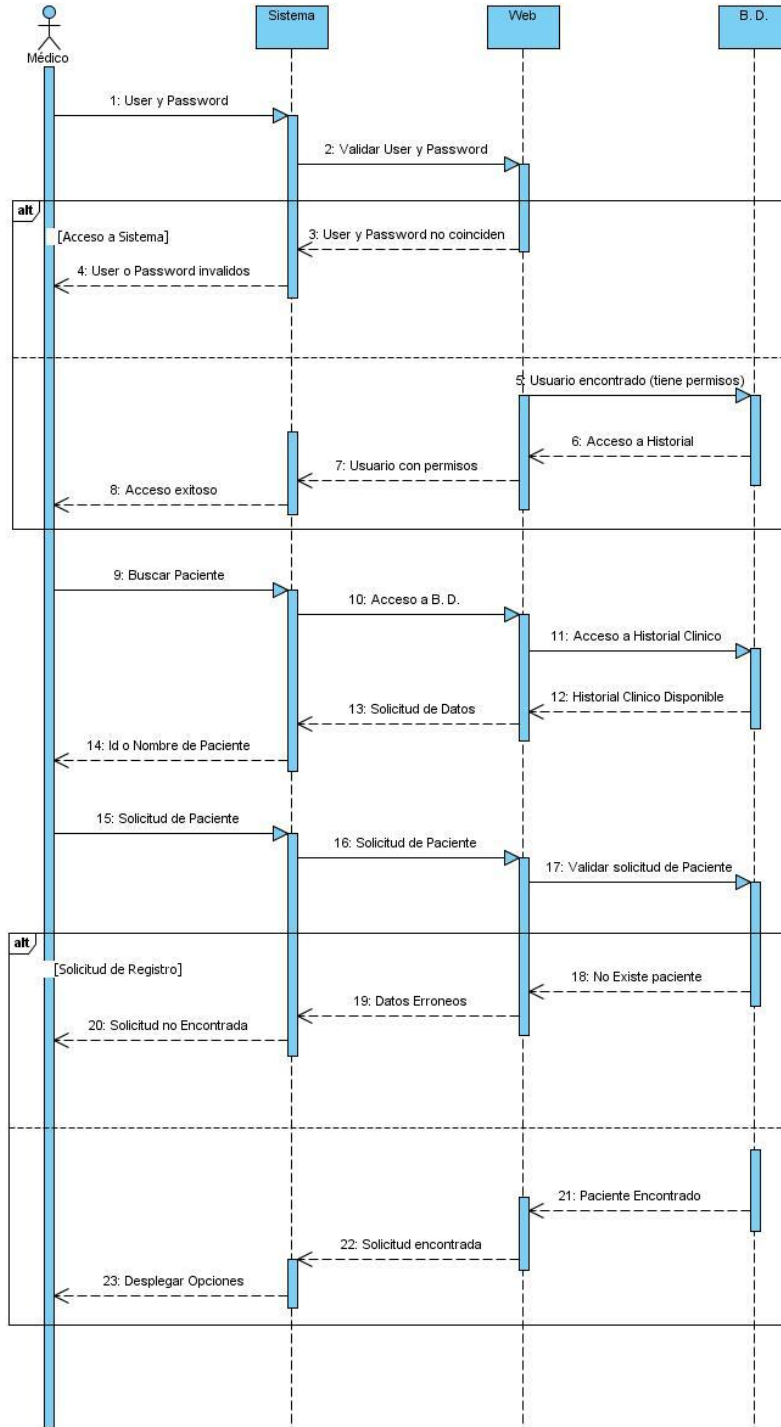 Médico
Sistema
Web
B. D.
1: User y Password
2: Validar User y Password
alt
[Acceso a Sistema]
3: User y Password no coinciden
4: User o Password invalidos
5: Usuario encontrado (tiene permisos)
6: Acceso a Historial
7: Usuario con permisos
8: Acceso exitoso
9: Buscar Paciente
10: Acceso a B. D.
11: Acceso a Historial Clinico
12: Historial Clinico Disponible
13: Solicitud de Datos
14: Id o Nombre de Paciente
15: Solicitud de Paciente
16: Solicitud de Paciente
17: Validar solicitud de Paciente
alt
[Solicitud de Registro]
18: No Existe paciente
19: Datos Erroneos
20: Solicitud no Encontrada
21: Paciente Encontrado
22: Solicitud encontrada
23: Desplegar Opciones